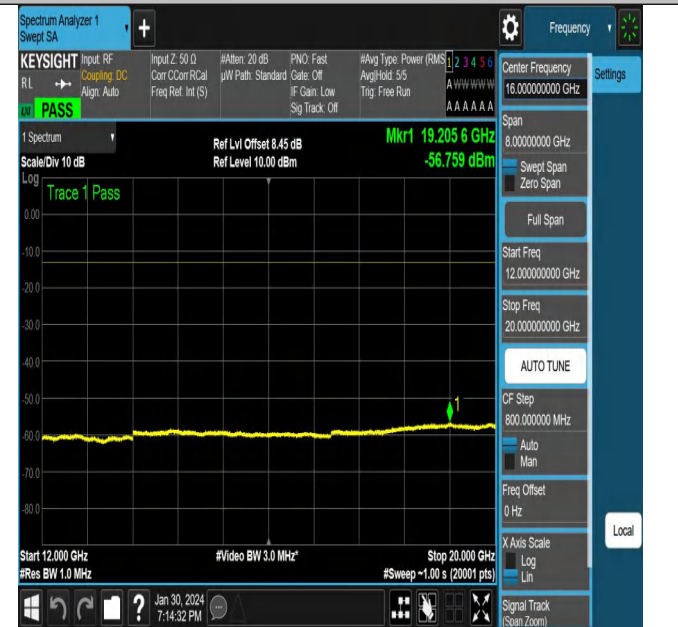 Spectrum Analyzer 1
Swept SA
Frequency
KEYSIGHT
RL
PASS
Input: RF
Coupling: DC
Align: Auto
Input Z: 50 Ω
Corr CCorr RCal
Freq Ref: Int (S)
#Atten: 20 dB
µW Path: Standard
PNO: Fast
Gate: Off
IF Gain: Low
Sig Track: Off
#Avg Type: Power (RMS
Avg|Hold: 5/5
Trig: Free Run
1 2 3 4 5 6
A W W W W W
A A A A A A
1 Spectrum
Scale/Div 10 dB
Ref Lvl Offset 8.45 dB
Ref Level 10.00 dBm
Mkr1 19.205 6 GHz
-56.759 dBm
Log
Trace 1 Pass
0.00
-10.0
-20.0
-30.0
-40.0
-50.0
-60.0
-70.0
-80.0
1
Start 12.000 GHz
#Res BW 1.0 MHz
#Video BW 3.0 MHz*
Stop 20.000 GHz
#Sweep ~1.00 s (20001 pts)
Jan 30, 2024
7:14:32 PM
Center Frequency
16.000000000 GHz
Settings
Span
8.00000000 GHz
Swept Span
Zero Span
Full Span
Start Freq
12.000000000 GHz
Stop Freq
20.000000000 GHz
AUTO TUNE
CF Step
800.000000 MHz
Auto
Man
Freq Offset
0 Hz
X Axis Scale
Log
Lin
Local
Signal Track
(Span Zoom)